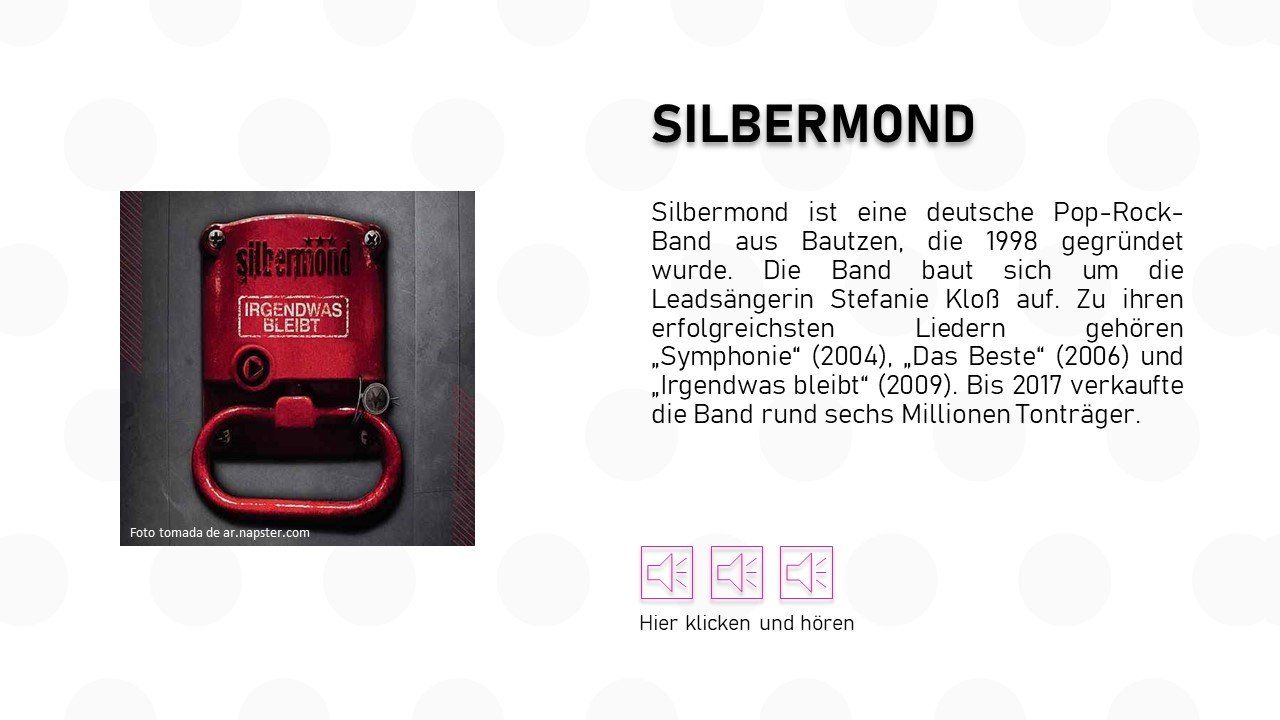 SILBERMOND
Silbermond ist eine deutsche Pop-Rock-
Band aus Bautzen, die 1998 gegründet
wurde. Die Band baut sich um die
Leadsängerin Stefanie Kloß auf. Zu ihren
erfolgreichsten Liedern gehören
„Symphonie“ (2004), „Das Beste“ (2006) und
„Irgendwas bleibt“ (2009). Bis 2017 verkaufte
die Band rund sechs Millionen Tonträger.
silbermond
IRGENDWAS
BLEIBT
Foto tomada de ar.napster.com
Hier klicken und hören